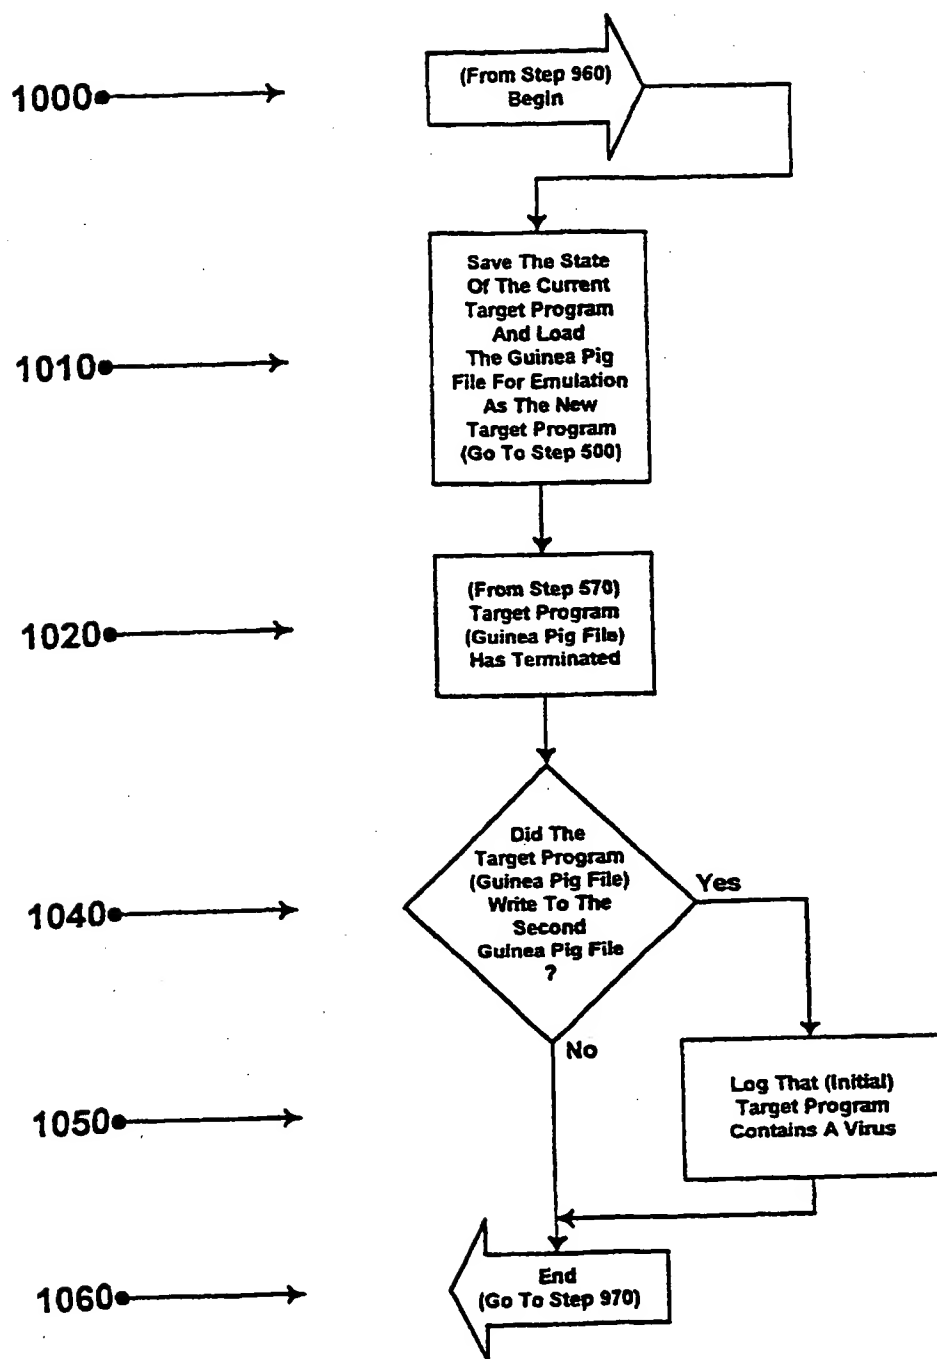 1000
(From Step 960)
Begin
1010
Save The State
Of The Current
Target Program
And Load
The Guinea Pig
File For Emulation
As The New
Target Program
(Go To Step 500)
1020
(From Step 570)
Target Program
(Guinea Pig File)
Has Terminated
1040
Did The
Target Program
(Guinea Pig File)
Write To The
Second
Guinea Pig File
?
Yes
No
1050
Log That (Initial)
Target Program
Contains A Virus
1060
End
(Go To Step 970)